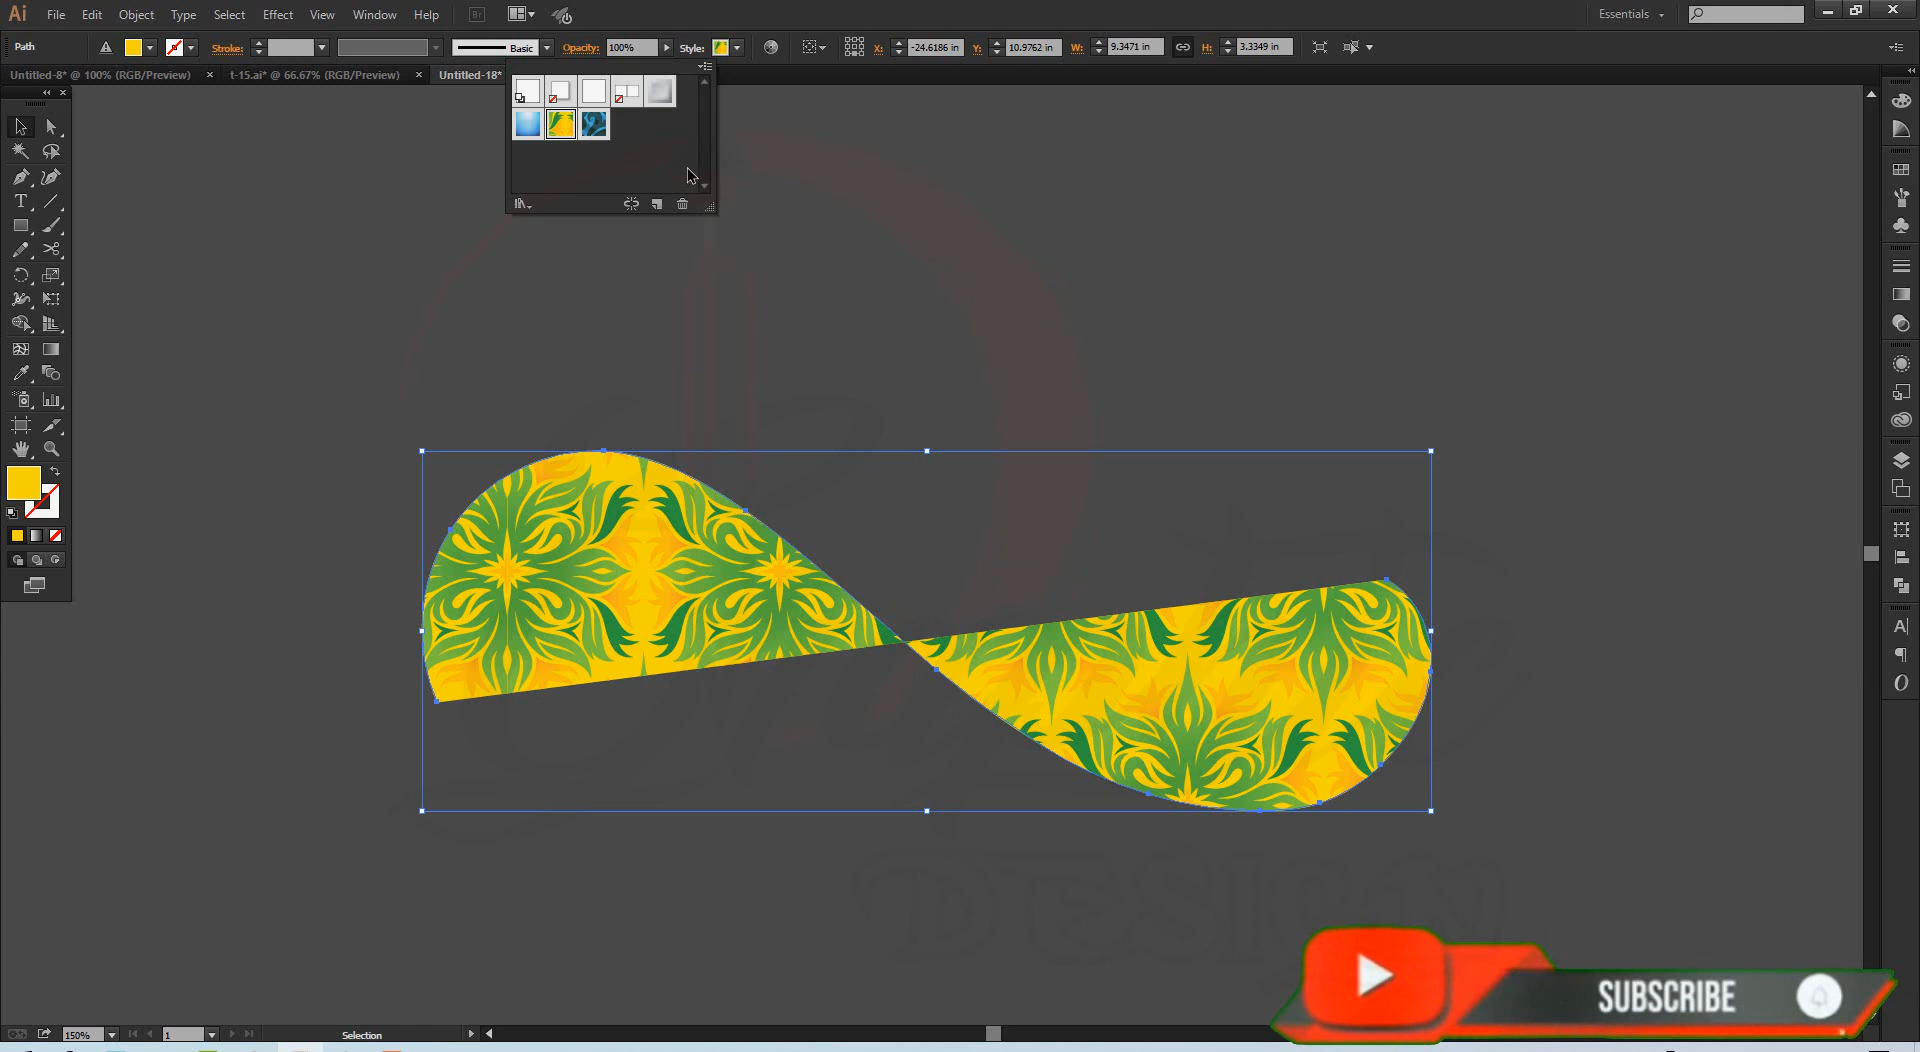 Ai File Edit Object Type Select Effect View Window Help Br Essentials
Path Stroke: Basic Opacity: 100% Style: X: -24.6186 in Y: 10.9762 in W: 9.3471 in H: 3.3349 in
Untitled-8* @ 100% (RGB/Preview) × t-15.ai* @ 66.67% (RGB/Preview) × Untitled-18*
DESIGN
SUBSCRIBE
150% 1 Selection